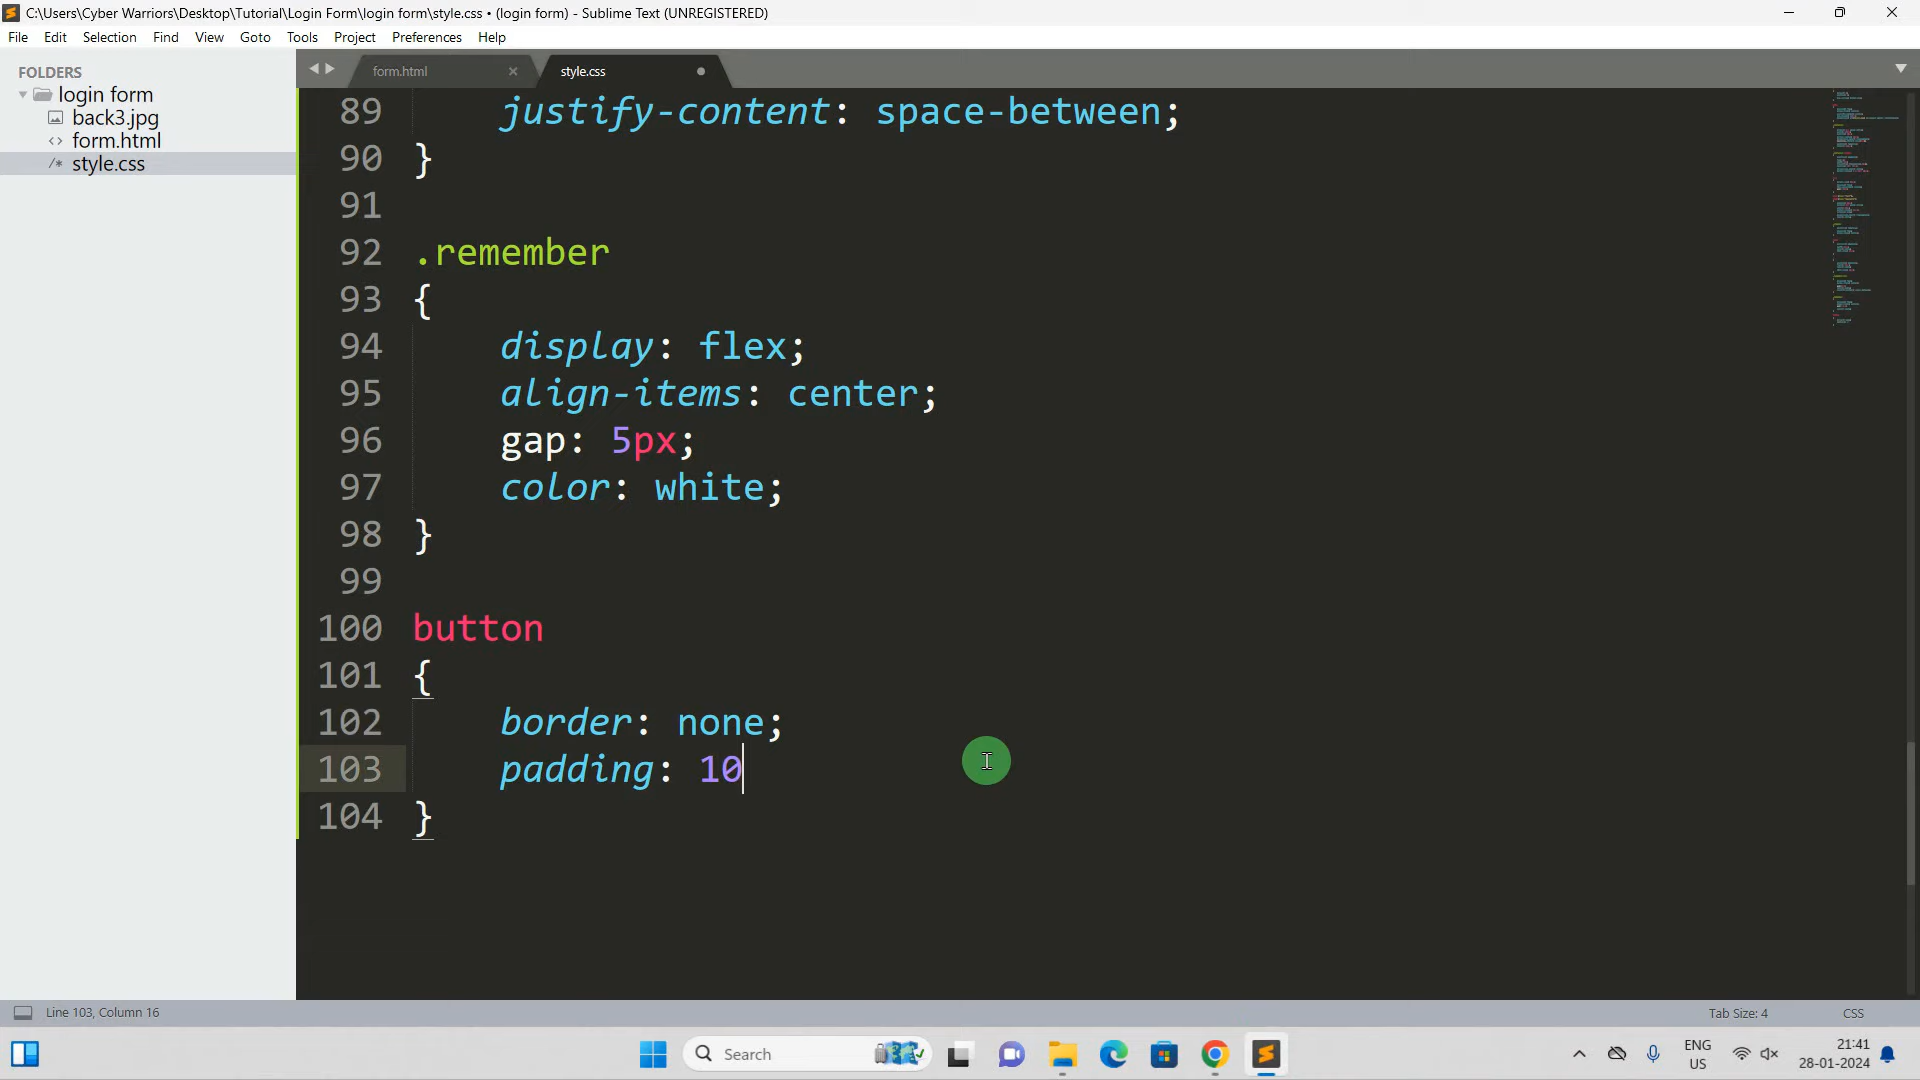 C:\Users\Cyber Warriors\Desktop\Tutorial\Login Form\login form\style.css • (login form) - Sublime Text (UNREGISTERED)
File Edit Selection Find View Goto Tools Project Preferences Help
FOLDERS
login form
back3.jpg
form.html
/* style.css
form.html
style.css
89 justify-content: space-between;
90 }
91
92 .remember
93 {
94 display: flex;
95 align-items: center;
96 gap: 5px;
97 color: white;
98 }
99
100 button
101 {
102 border: none;
103 padding: 10
104 }
Line 103, Column 16
Tab Size: 4
CSS
Search
ENG
US
21:41
28-01-2024